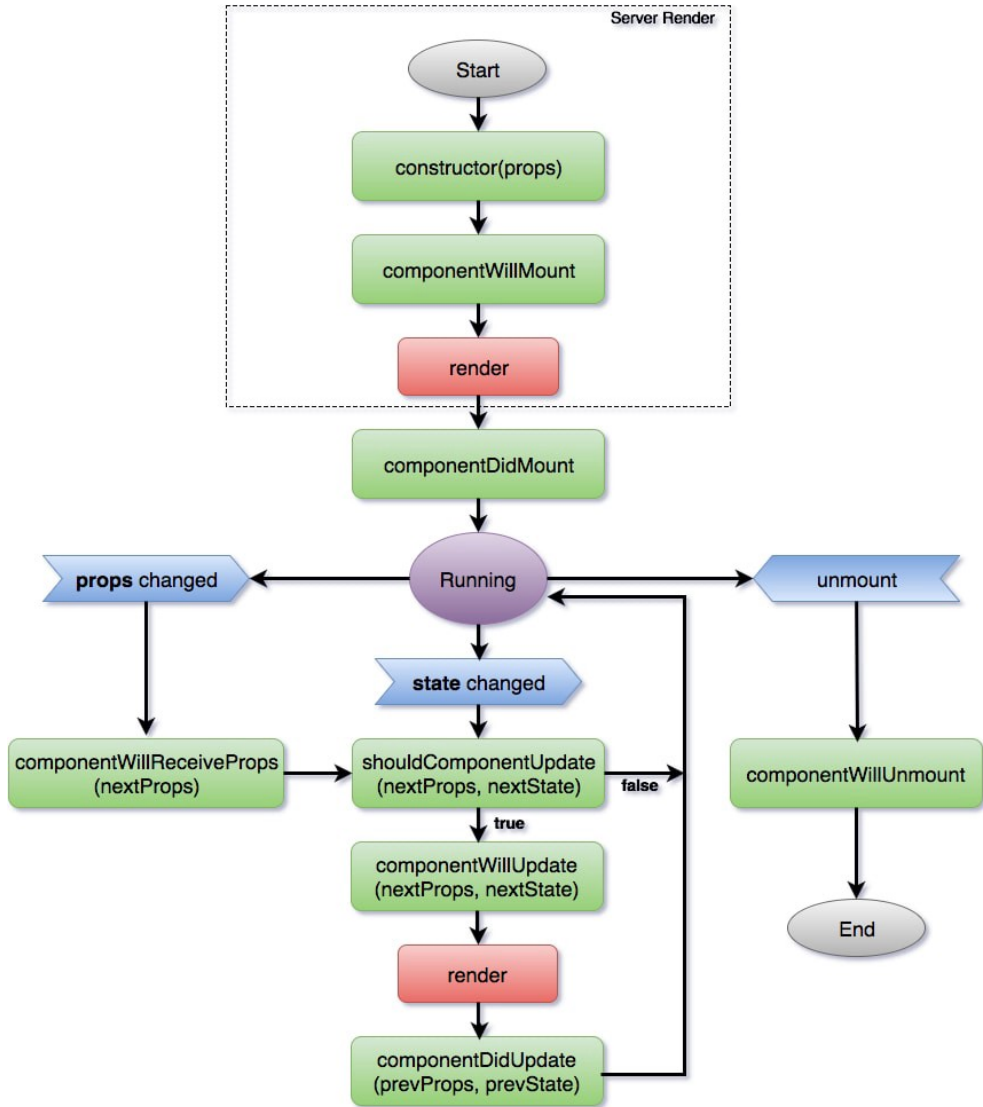 Server Render
Start
constructor(props)
componentWillMount
render
componentDidMount
props changed
Running
unmount
state changed
componentWillReceiveProps
(nextProps)
shouldComponentUpdate
(nextProps, nextState)
false
componentWillUnmount
true
componentWillUpdate
(nextProps, nextState)
End
render
componentDidUpdate
(prevProps, prevState)